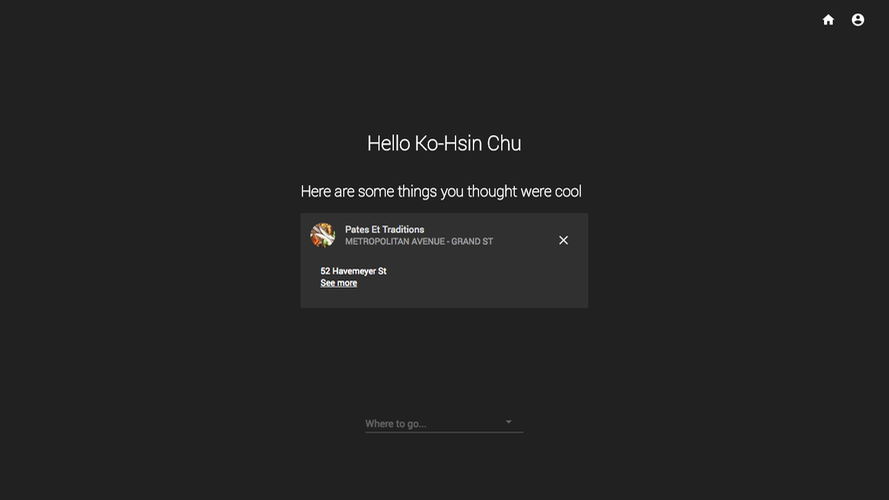 Hello Ko-Hsin Chu
Here are some things you thought were cool
Pates Et Traditions
METROPOLITAN AVENUE - GRAND ST
52 Havemeyer St
See more
Where to go...